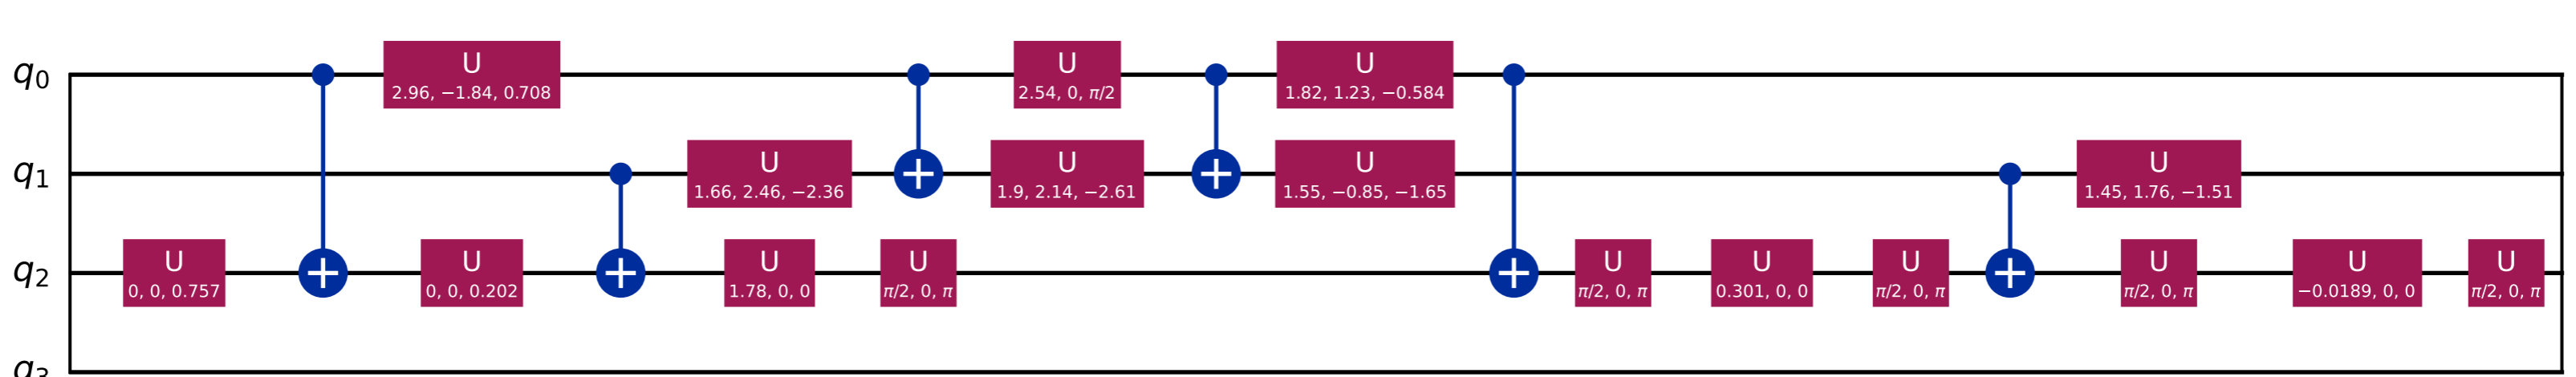 q0 U 2.96, −1.84, 0.708 U 2.54, 0, π/2 U 1.82, 1.23, −0.584
q1 U 1.66, 2.46, −2.36 U 1.9, 2.14, −2.61 U 1.55, −0.85, −1.65 U 1.45, 1.76, −1.51
q2 U 0, 0, 0.757 U 0, 0, 0.202 U 1.78, 0, 0 U π/2, 0, π U π/2, 0, π U 0.301, 0, 0 U π/2, 0, π U π/2, 0, π U −0.0189, 0, 0 U π/2, 0, π
q3